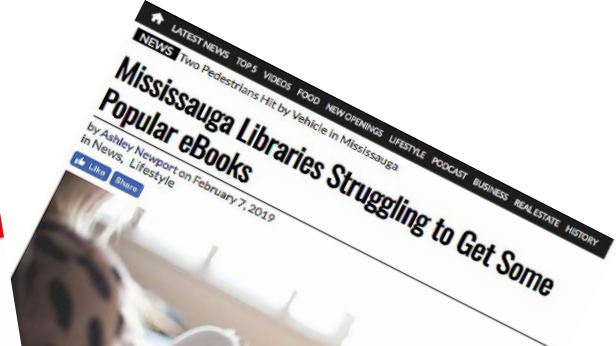 LATEST NEWS TOP 5 VIDEOS FOOD NEW OPENINGS LIFESTYLE PODCAST BUSINESS REAL ESTATE HISTORY
NEWS Two Pedestrians Hit by Vehicle in Mississauga
Mississauga Libraries Struggling to Get Some
Popular eBooks
by Ashley Newport on February 7, 2019
in News, Lifestyle
Like Share